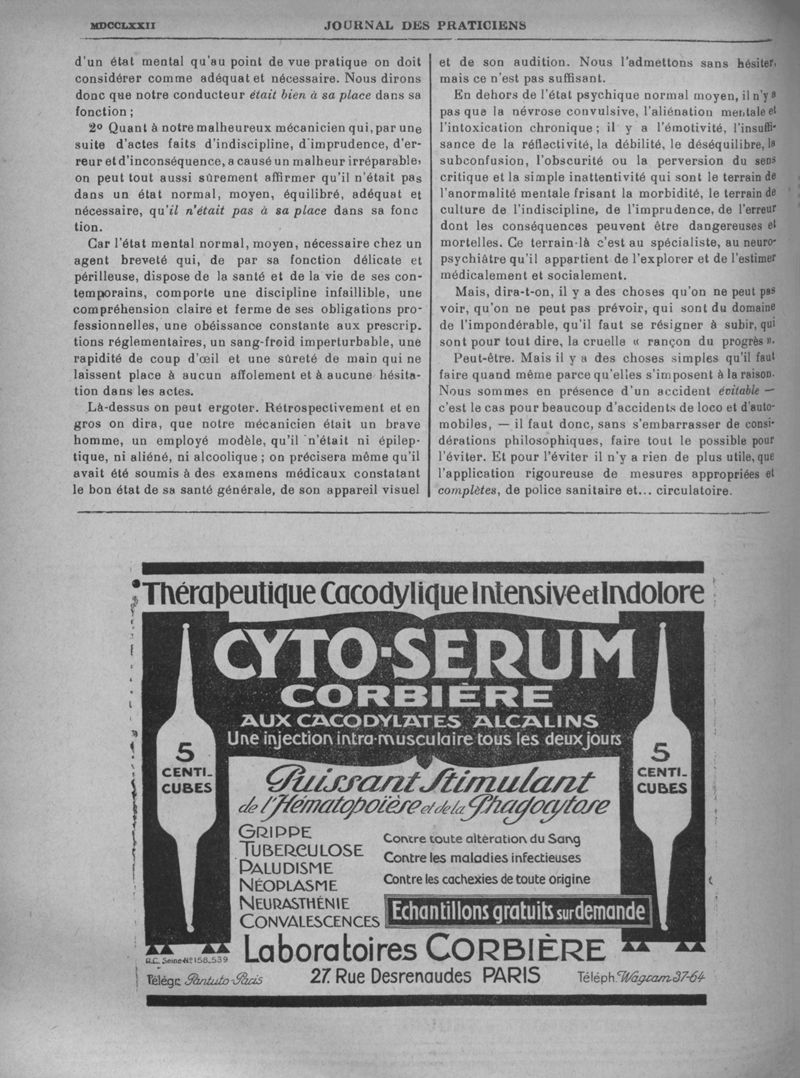 MDCCLXXII
JOURNAL DES PRATICIENS
d'un état mental qu'au point de vue pratique on doit
considérer comme adéquat et nécessaire. Nous dirons
donc que notre conducteur était bien à sa place dans sa
fonction ;
2° Quant à notre malheureux mécanicien qui, par une
suite d'actes faits d'indiscipline, d'imprudence, d'er-
reur et d'inconséquence, a causé un malheur irréparable,
on peut tout aussi sûrement affirmer qu'il n'était pas
dans un état normal, moyen, équilibré, adéquat et
nécessaire, qu'il n'était pas à sa place dans sa fonc
tion.
Car l'état mental normal, moyen, nécessaire chez un
agent breveté qui, de par sa fonction délicate et
périlleuse, dispose de la santé et de la vie de ses con-
temporains, comporte une discipline infaillible, une
compréhension claire et ferme de ses obligations pro-
fessionnelles, une obéissance constante aux prescrip.
tions réglementaires, un sang-froid imperturbable, une
rapidité de coup d'œil et une sûreté de main qui ne
laissent place à aucun affolement et à aucune hésita-
tion dans les actes.
Là-dessus on peut ergoter. Rétrospectivement et en
gros on dira, que notre mécanicien était un brave
homme, un employé modèle, qu'il n'était ni épilep-
tique, ni aliéné, ni alcoolique ; on précisera même qu'il
avait été soumis à des examens médicaux constatant
le bon état de sa santé générale, de son appareil visuel
et de son audition. Nous l'admettons sans hésiter,
mais ce n'est pas suffisant.
En dehors de l'état psychique normal moyen, il n'y a
pas que la névrose convulsive, l'aliénation mentale et
l'intoxication chronique ; il y a l'émotivité, l'insuffi-
sance de la réflectivité, la débilité, le déséquilibre, la
subconfusion, l'obscurité ou la perversion du sens
critique et la simple inattentivité qui sont le terrain de
l'anormalité mentale frisant la morbidité, le terrain de
culture de l'indiscipline, de l'imprudence, de l'erreur
dont les conséquences peuvent être dangereuses et
mortelles. Ce terrain-là c'est au spécialiste, au neuro-
psychiâtre qu'il appartient de l'explorer et de l'estimer
médicalement et socialement.
Mais, dira-t-on, il y a des choses qu'on ne peut pas
voir, qu'on ne peut pas prévoir, qui sont du domaine
de l'impondérable, qu'il faut se résigner à subir, qui
sont pour tout dire, la cruelle « rançon du progrès ».
Peut-être. Mais il y a des choses simples qu'il faut
faire quand même parce qu'elles s'imposent à la raison.
Nous sommes en présence d'un accident évitable —
c'est le cas pour beaucoup d'accidents de loco et d'auto-
mobiles, — il faut donc, sans s'embarrasser de consi-
dérations philosophiques, faire tout le possible pour
l'éviter. Et pour l'éviter il n'y a rien de plus utile, que
l'application rigoureuse de mesures appropriées et
complètes, de police sanitaire et... circulatoire.
Thérapeutique Cacodylique Intensive et Indolore
CYTO-SERUM
CORBIÈRE
AUX CACODYLATES ALCALINS
Une injection intra-musculaire tous les deux jours
5
CENTI-
CUBES
5
CENTI-
CUBES
Puissant Stimulant
de l'Hématopoïèse et de la Phagocytose
GRIPPE
TUBERCULOSE
PALUDISME
NÉOPLASME
NEURASTHÉNIE
CONVALESCENCES
Contre toute altération du Sang
Contre les maladies infectieuses
Contre les cachexies de toute origine
Echantillons gratuits sur demande
R.C. Seine N° 158.539
Laboratoires CORBIÈRE
Télégr. Pantuto-Paris
27. Rue Desrenaudes PARIS
Téléph. Wagram 37-64